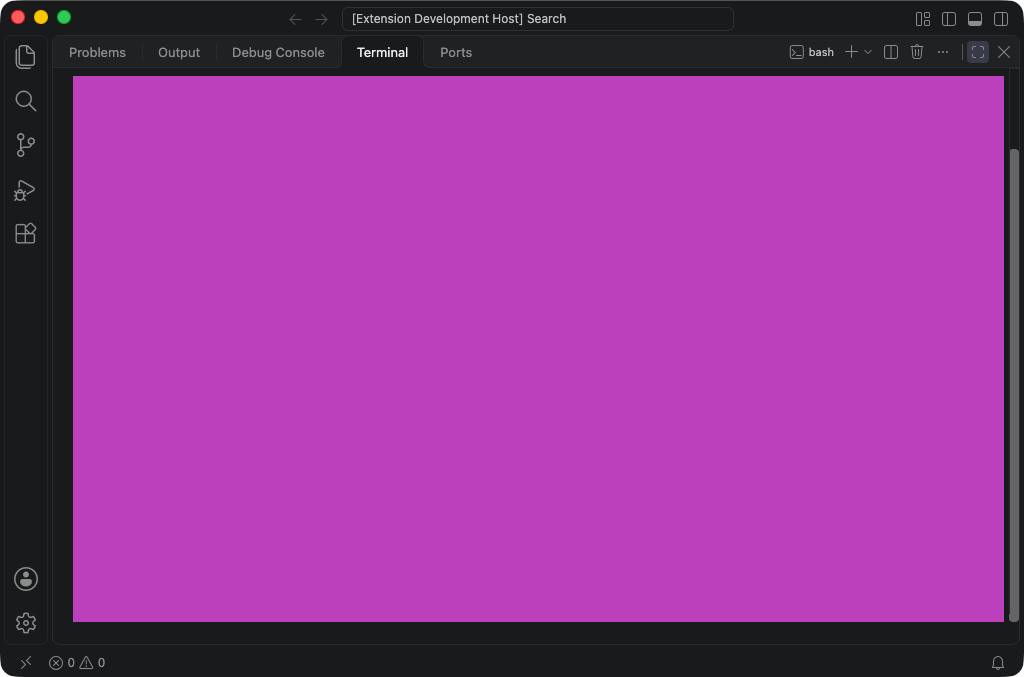 [Extension Development Host] Search
Problems Output Debug Console Terminal Ports bash
0 0